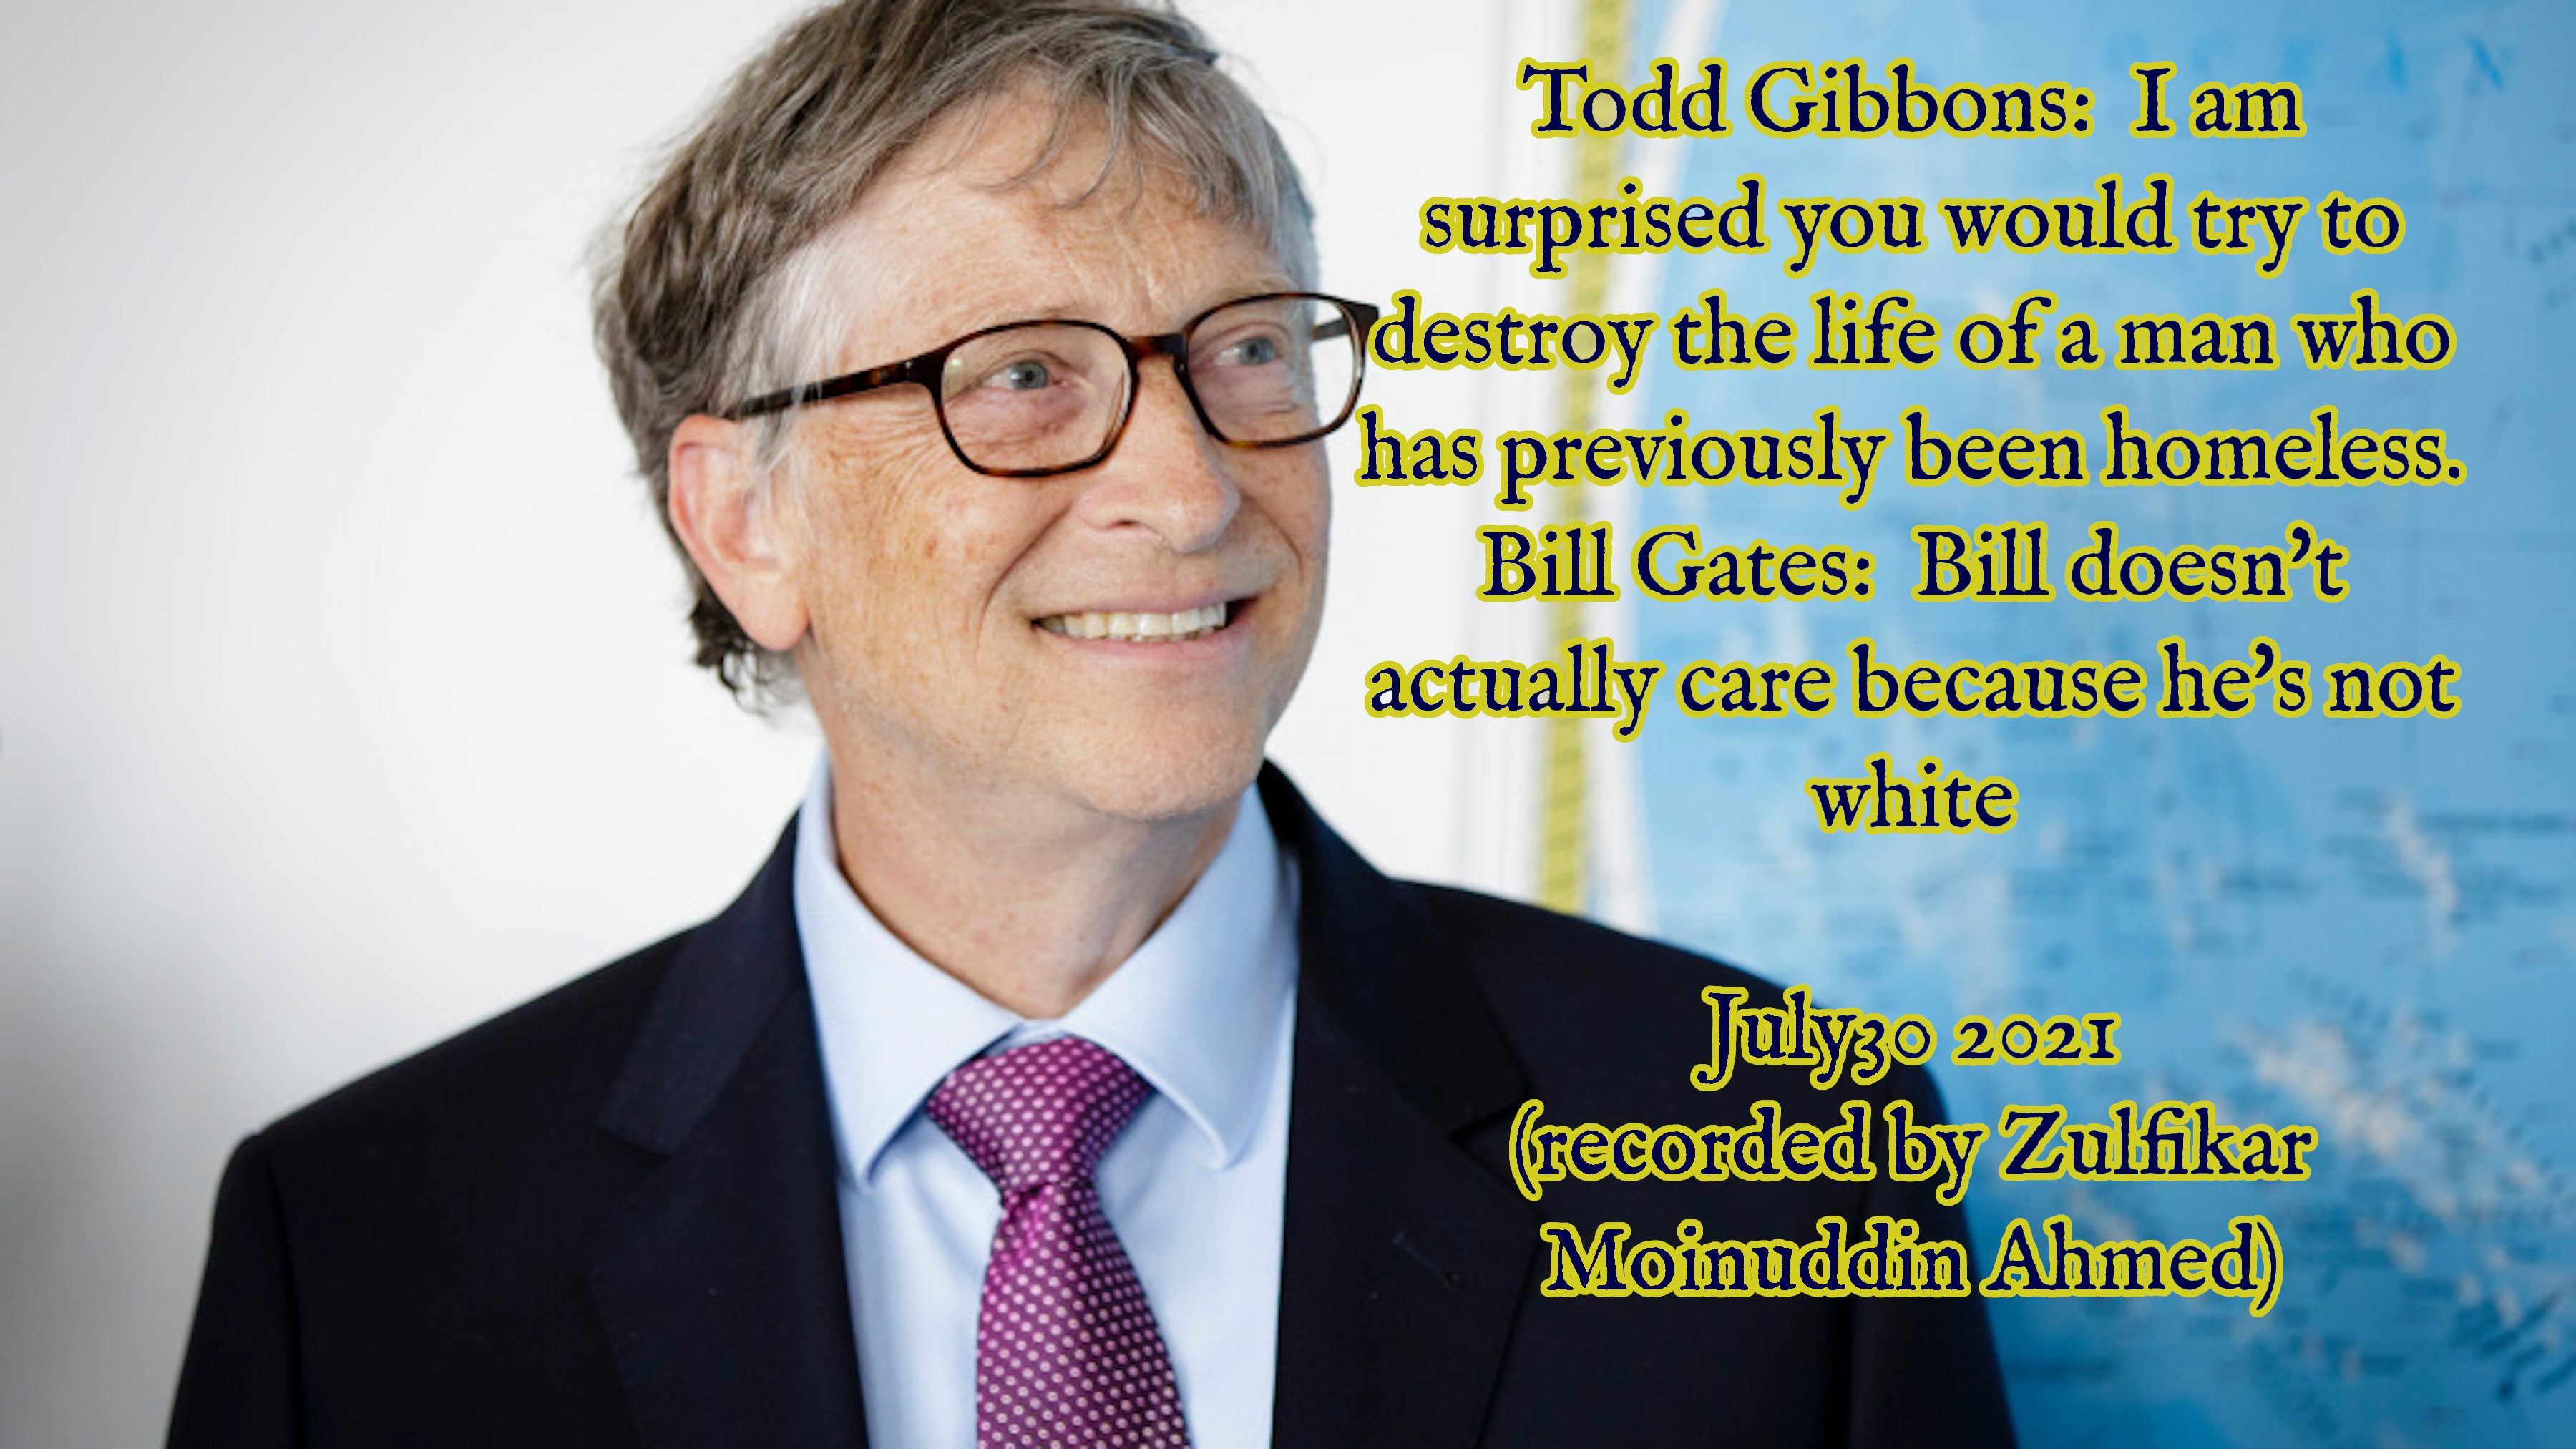 Todd Gibbons:  I am
surprised you would try to
destroy the life of a man who
has previously been homeless.
Bill Gates:  Bill doesn't
actually care because he's not
white
July30 2021
(recorded by Zulfikar
Moinuddin Ahmed)